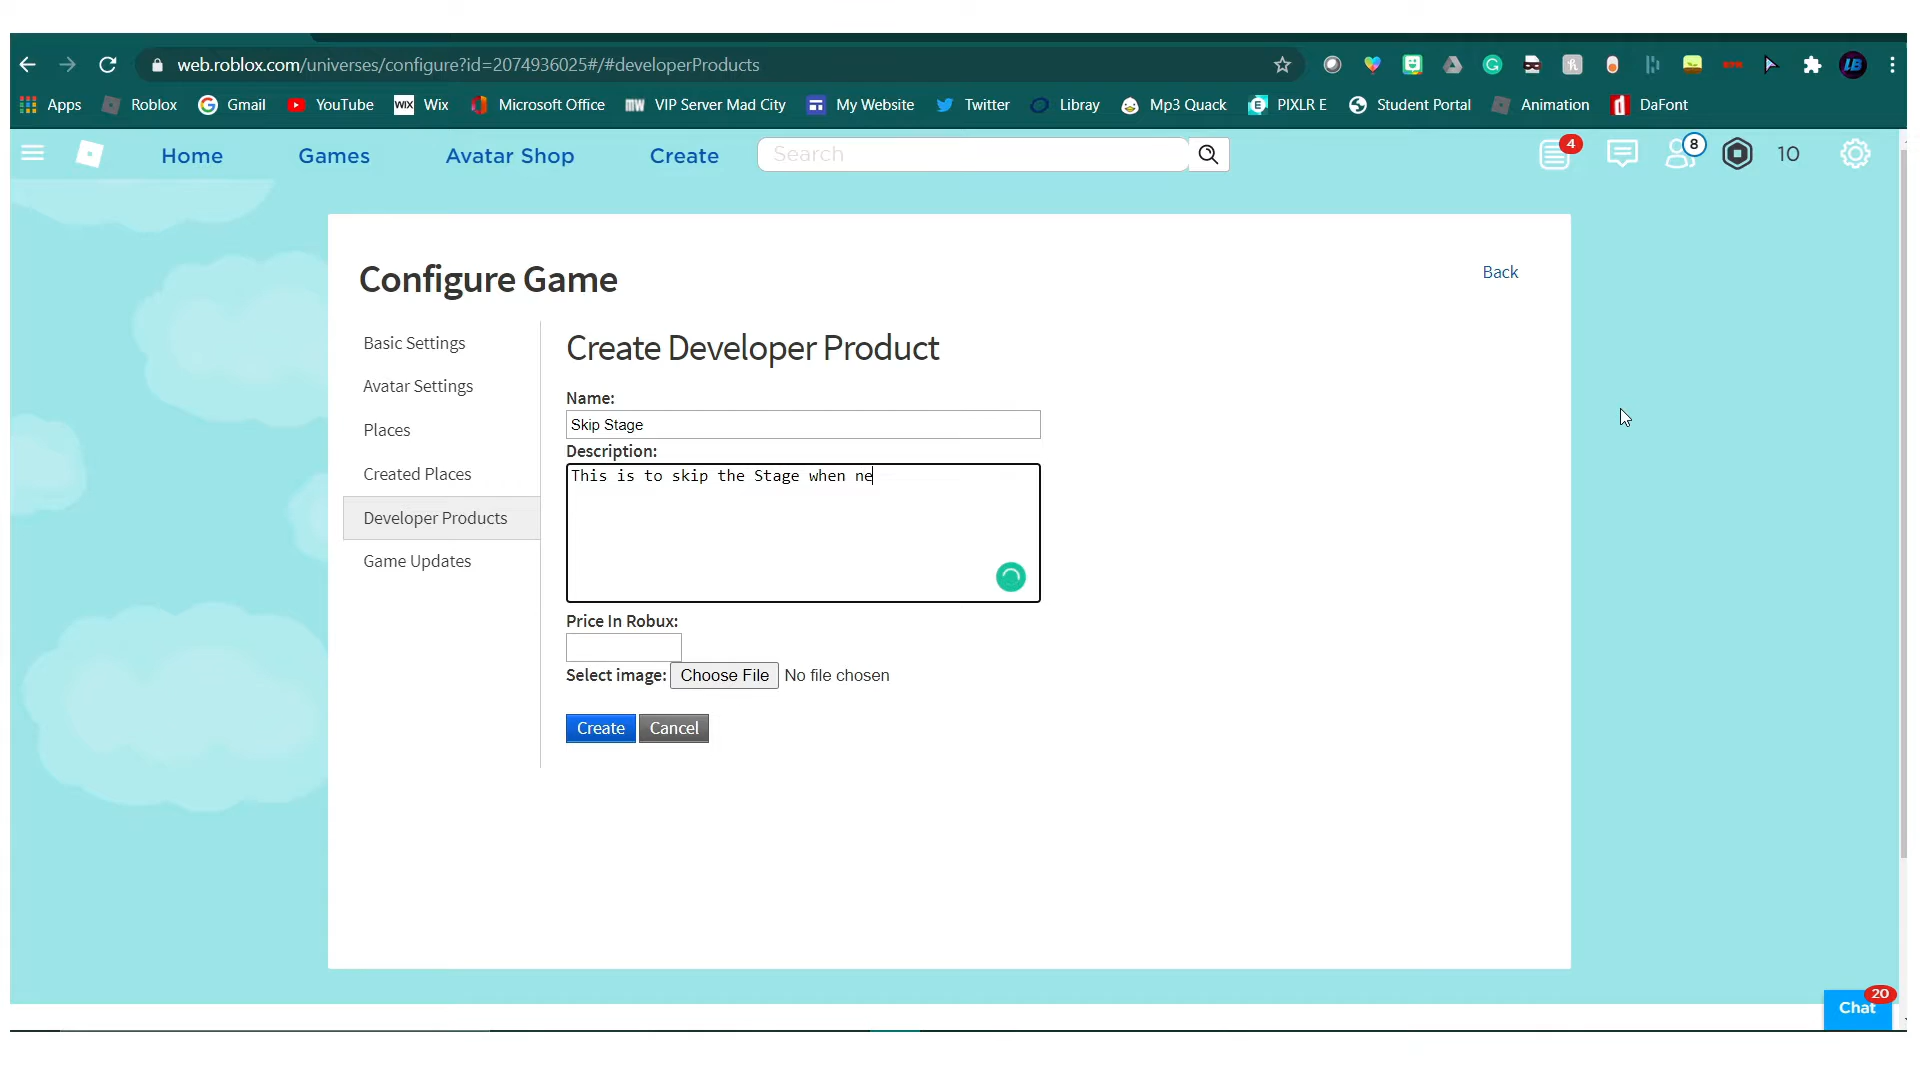 web.roblox.com/universes/configure?id=2074936025#/#developerProducts
Apps Roblox Gmail YouTube Wix Microsoft Office VIP Server Mad City My Website Twitter Libray Mp3 Quack PIXLR E Student Portal Animation DaFont
Home Games Avatar Shop Create Search 4 8 10
Configure Game
Back
Basic Settings
Avatar Settings
Places
Created Places
Developer Products
Game Updates
Create Developer Product
Name:
Skip Stage
Description:
This is to skip the Stage when ne
Price In Robux:
Select image: Choose File No file chosen
Create Cancel
20
Chat